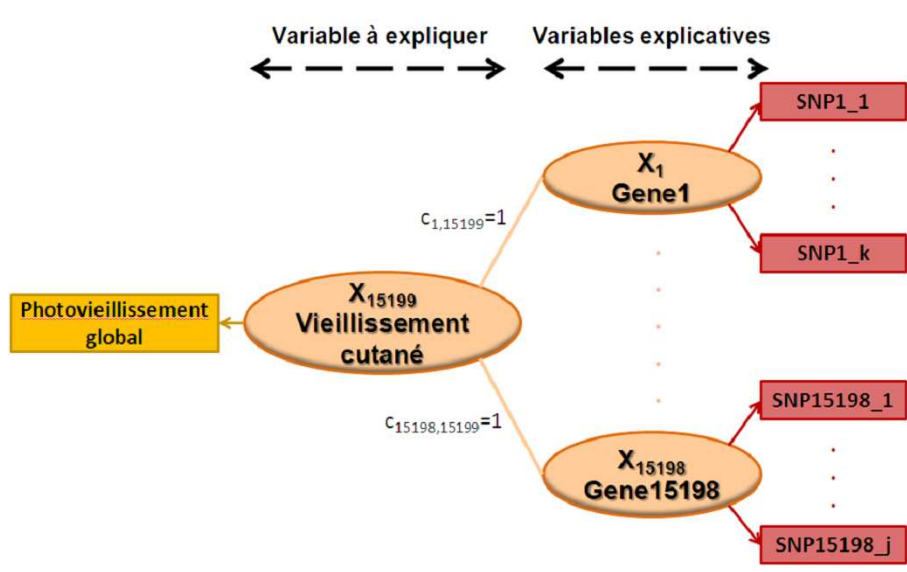 Variable à expliquer
Variables explicatives
SNP1_1
X1
Gene1
c1,15199=1
SNP1_k
X15199
Vieillissement
cutané
Photovieillissement
global
SNP15198_1
c15198,15199=1
X15198
Gene15198
SNP15198_j